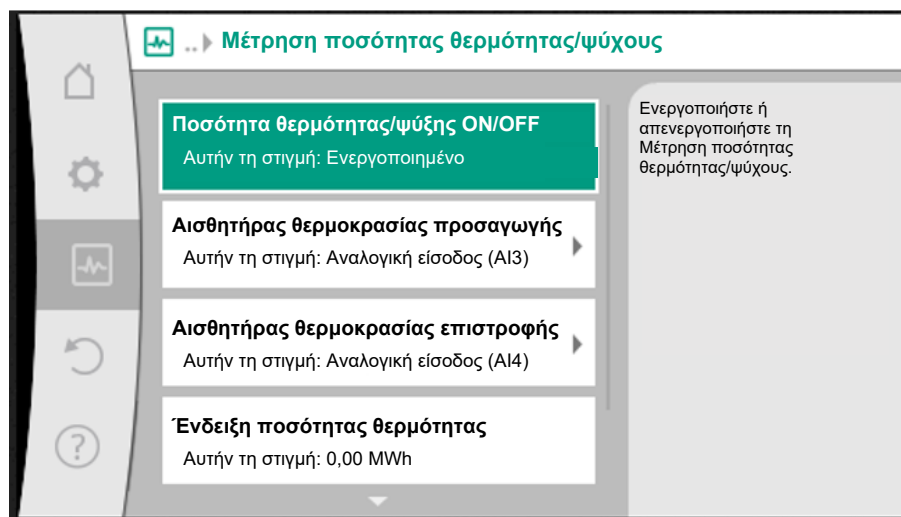 .. Μέτρηση ποσότητας θερμότητας/ψύχους
Ποσότητα θερμότητας/ψύξης ON/OFF
Αυτήν τη στιγμή: Ενεργοποιημένο
Αισθητήρας θερμοκρασίας προσαγωγής
Αυτήν τη στιγμή: Αναλογική είσοδος (AI3)
Αισθητήρας θερμοκρασίας επιστροφής
Αυτήν τη στιγμή: Αναλογική είσοδος (AI4)
Ένδειξη ποσότητας θερμότητας
Αυτήν τη στιγμή: 0,00 MWh
Ενεργοποιήστε ή
απενεργοποιήστε τη
Μέτρηση ποσότητας
θερμότητας/ψύχους.
?